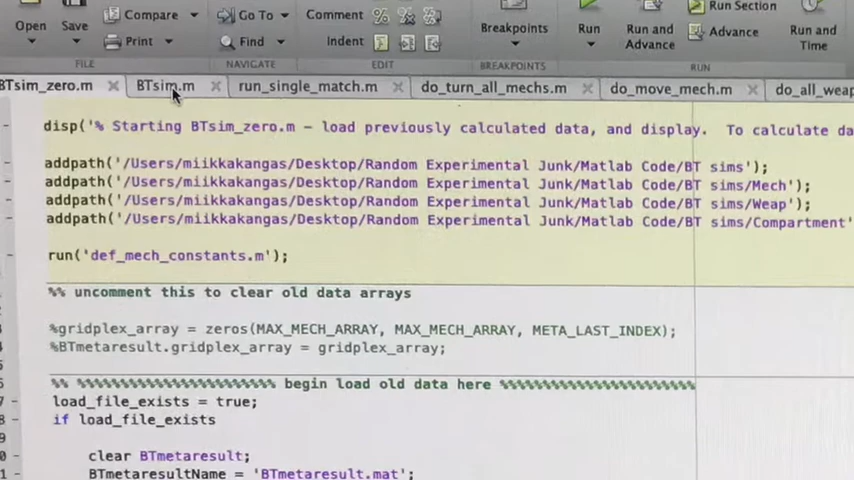 Open Save Compare Print Go To Find Comment Indent Breakpoints Run Run and Advance Run Section Advance Run and Time
FILE NAVIGATE EDIT BREAKPOINTS RUN
BTsim_zero.m BTsim.m run_single_match.m do_turn_all_mechs.m do_move_mech.m do_all_weap
disp('% Starting BTsim_zero.m - load previously calculated data, and display. To calculate da
addpath('/Users/miikkakangas/Desktop/Random Experimental Junk/Matlab Code/BT sims');
addpath('/Users/miikkakangas/Desktop/Random Experimental Junk/Matlab Code/BT sims/Mech');
addpath('/Users/miikkakangas/Desktop/Random Experimental Junk/Matlab Code/BT sims/Weap');
addpath('/Users/miikkakangas/Desktop/Random Experimental Junk/Matlab Code/BT sims/Compartment'
run('def_mech_constants.m');
%% uncomment this to clear old data arrays
%gridplex_array = zeros(MAX_MECH_ARRAY, MAX_MECH_ARRAY, META_LAST_INDEX);
%BTmetaresult.gridplex_array = gridplex_array;
%% %%%%%%%%%%%%%%%%%%%%%%% begin load old data here %%%%%%%%%%%%%%%%%%%%%%%
load_file_exists = true;
if load_file_exists
clear BTmetaresult;
BTmetaresultName = 'BTmetaresult.mat';